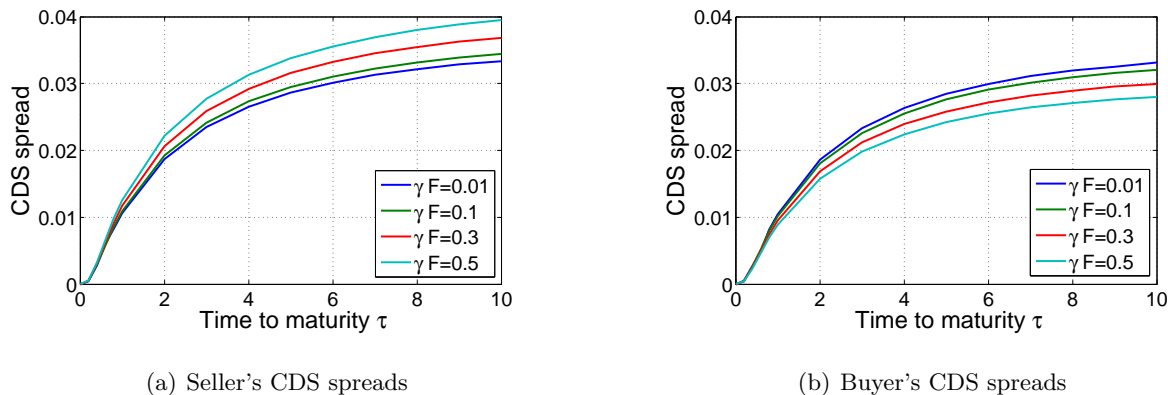 0.04
0.03
0.02
0.01
0
CDS spread
0 2 4 6 8 10
Time to maturity τ
γ F=0.01
γ F=0.1
γ F=0.3
γ F=0.5
(a) Seller's CDS spreads
0.04
0.03
0.02
0.01
0
CDS spread
0 2 4 6 8 10
Time to maturity τ
γ F=0.01
γ F=0.1
γ F=0.3
γ F=0.5
(b) Buyer's CDS spreads